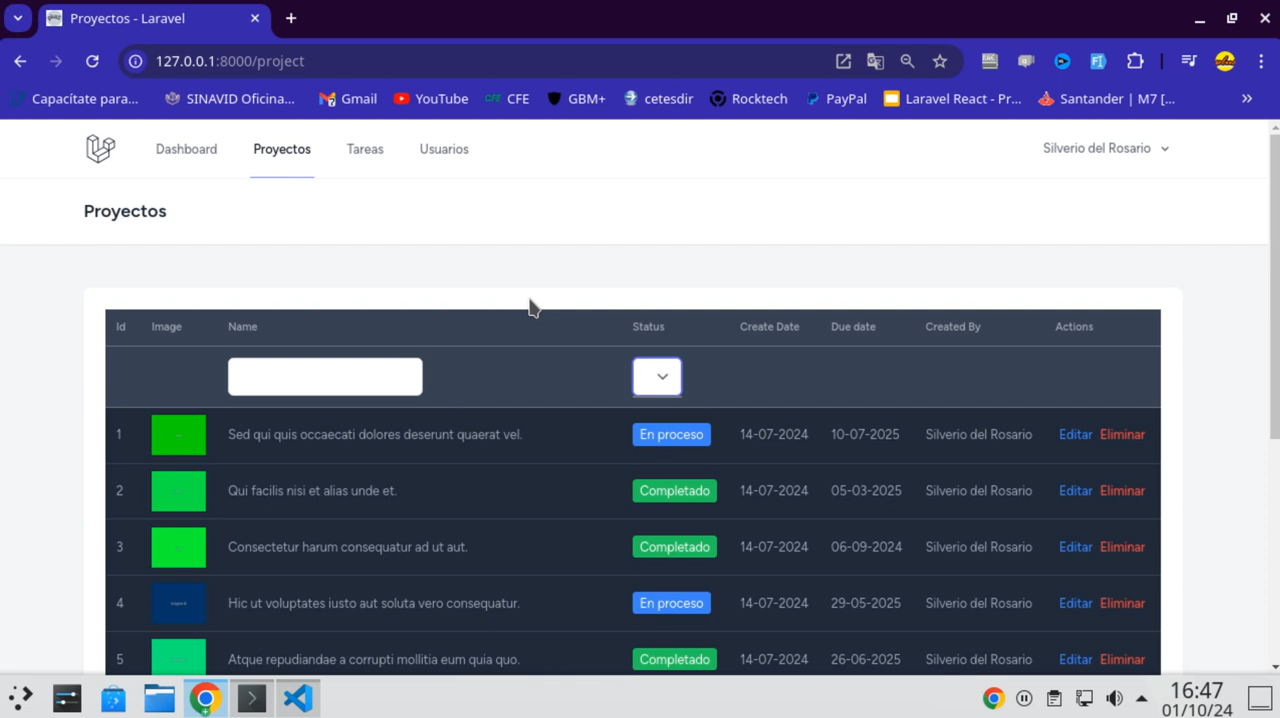 Proyectos - Laravel
127.0.0.1:8000/project
Capacítate para...
SINAVID Oficina...
Gmail
YouTube
CFE CFE
GBM+
cetesdir
Rocktech
PayPal
Laravel React - Pr...
Santander | M7 [...
Dashboard
Proyectos
Tareas
Usuarios
Silverio del Rosario
Proyectos
Id Image Name Status Create Date Due date Created By Actions
1 Sed qui quis occaecati dolores deserunt quaerat vel. En proceso 14-07-2024 10-07-2025 Silverio del Rosario Editar Eliminar
2 Qui facilis nisi et alias unde et. Completado 14-07-2024 05-03-2025 Silverio del Rosario Editar Eliminar
3 Consectetur harum consequatur ad ut aut. Completado 14-07-2024 06-09-2024 Silverio del Rosario Editar Eliminar
4 Hic ut voluptates iusto aut soluta vero consequatur. En proceso 14-07-2024 29-05-2025 Silverio del Rosario Editar Eliminar
5 Atque repudiandae a corrupti mollitia eum quia quo. Completado 14-07-2024 26-06-2025 Silverio del Rosario Editar Eliminar
16:47
01/10/24